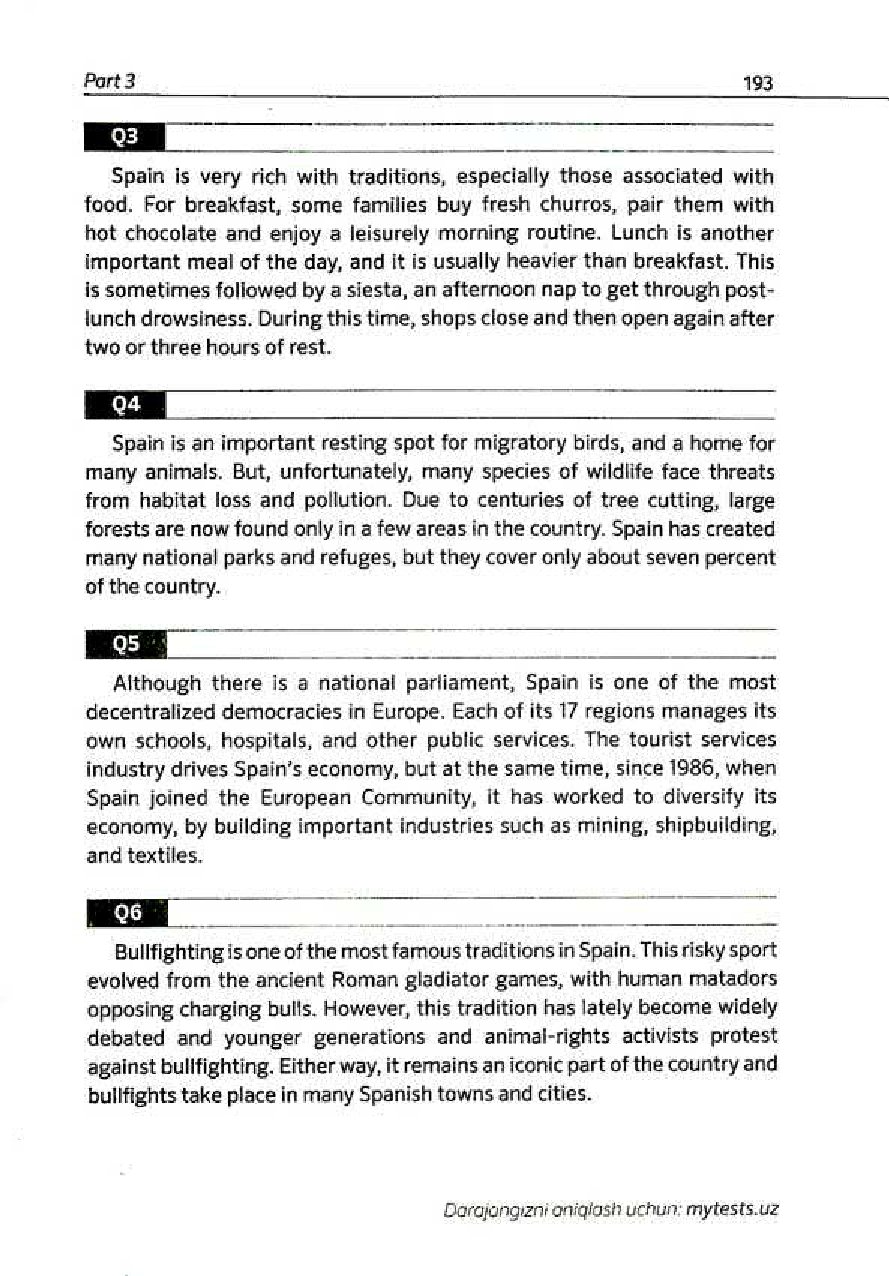 Part 3 193
Q3
Spain is very rich with traditions, especially those associated with
food. For breakfast, some families buy fresh churros, pair them with
hot chocolate and enjoy a leisurely morning routine. Lunch is another
important meal of the day, and it is usually heavier than breakfast. This
is sometimes followed by a siesta, an afternoon nap to get through post-
lunch drowsiness. During this time, shops close and then open again after
two or three hours of rest.
Q4
Spain is an important resting spot for migratory birds, and a home for
many animals. But, unfortunately, many species of wildlife face threats
from habitat loss and pollution. Due to centuries of tree cutting, large
forests are now found only in a few areas in the country. Spain has created
many national parks and refuges, but they cover only about seven percent
of the country.
Q5
Although there is a national parliament, Spain is one of the most
decentralized democracies in Europe. Each of its 17 regions manages its
own schools, hospitals, and other public services. The tourist services
industry drives Spain's economy, but at the same time, since 1986, when
Spain joined the European Community, it has worked to diversify its
economy, by building important industries such as mining, shipbuilding,
and textiles.
Q6
Bullfighting is one of the most famous traditions in Spain. This risky sport
evolved from the ancient Roman gladiator games, with human matadors
opposing charging bulls. However, this tradition has lately become widely
debated and younger generations and animal-rights activists protest
against bullfighting. Either way, it remains an iconic part of the country and
bullfights take place in many Spanish towns and cities.
Darajangizni aniqlash uchun: mytests.uz